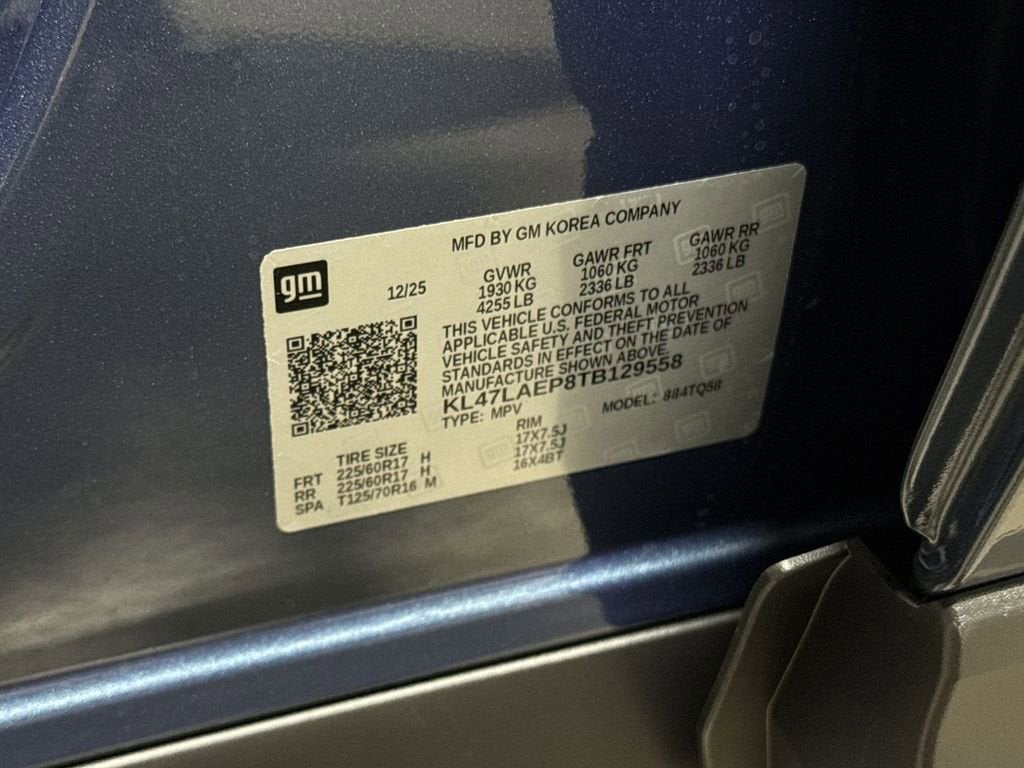 MFD BY GM KOREA COMPANY
gm
12/25
GVWR
1930 KG
4255 LB
GAWR FRT
1060 KG
2336 LB
GAWR RR
1060 KG
2336 LB
THIS VEHICLE CONFORMS TO ALL
APPLICABLE U.S. FEDERAL MOTOR
VEHICLE SAFETY AND THEFT PREVENTION
STANDARDS IN EFFECT ON THE DATE OF
MANUFACTURE SHOWN ABOVE.
KL47LAEP8TB129558
TYPE: MPV MODEL: 884TQ58
TIRE SIZE RIM
FRT 225/60R17 H 17X7.5J
RR 225/60R17 H 17X7.5J
SPA T125/70R16 M 16X4BT